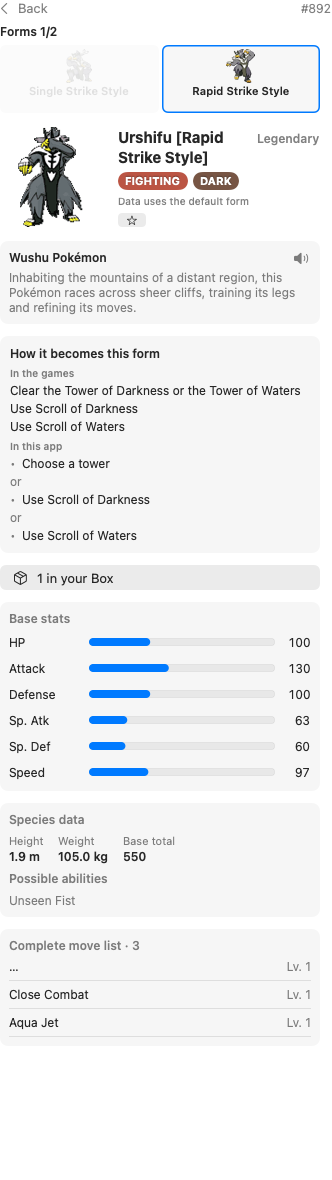 Back
#892
Forms 1/2
Single Strike Style
Rapid Strike Style
Urshifu [Rapid Strike Style]
Legendary
FIGHTING
DARK
Data uses the default form
Wushu Pokémon
Inhabiting the mountains of a distant region, this
Pokémon races across sheer cliffs, training its legs
and refining its moves.
How it becomes this form
In the games
Clear the Tower of Darkness or the Tower of Waters
Use Scroll of Darkness
Use Scroll of Waters
In this app
• Choose a tower
or
• Use Scroll of Darkness
or
• Use Scroll of Waters
1 in your Box
Base stats
HP 100
Attack 130
Defense 100
Sp. Atk 63
Sp. Def 60
Speed 97
Species data
Height Weight Base total
1.9 m 105.0 kg 550
Possible abilities
Unseen Fist
Complete move list · 3
... Lv. 1
Close Combat Lv. 1
Aqua Jet Lv. 1